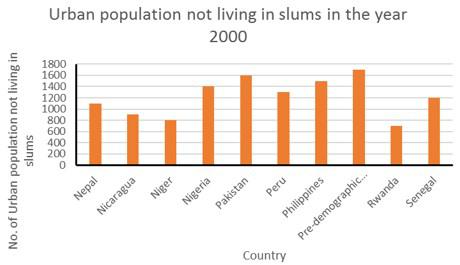 Urban population not living in slums in the year
2000
No. of Urban population not living in
slums
1800
1600
1400
1200
1000
800
600
400
200
0
Nepal
Nicaragua
Niger
Nigeria
Pakistan
Peru
Philippines
Pre-demographic...
Rwanda
Senegal
Country